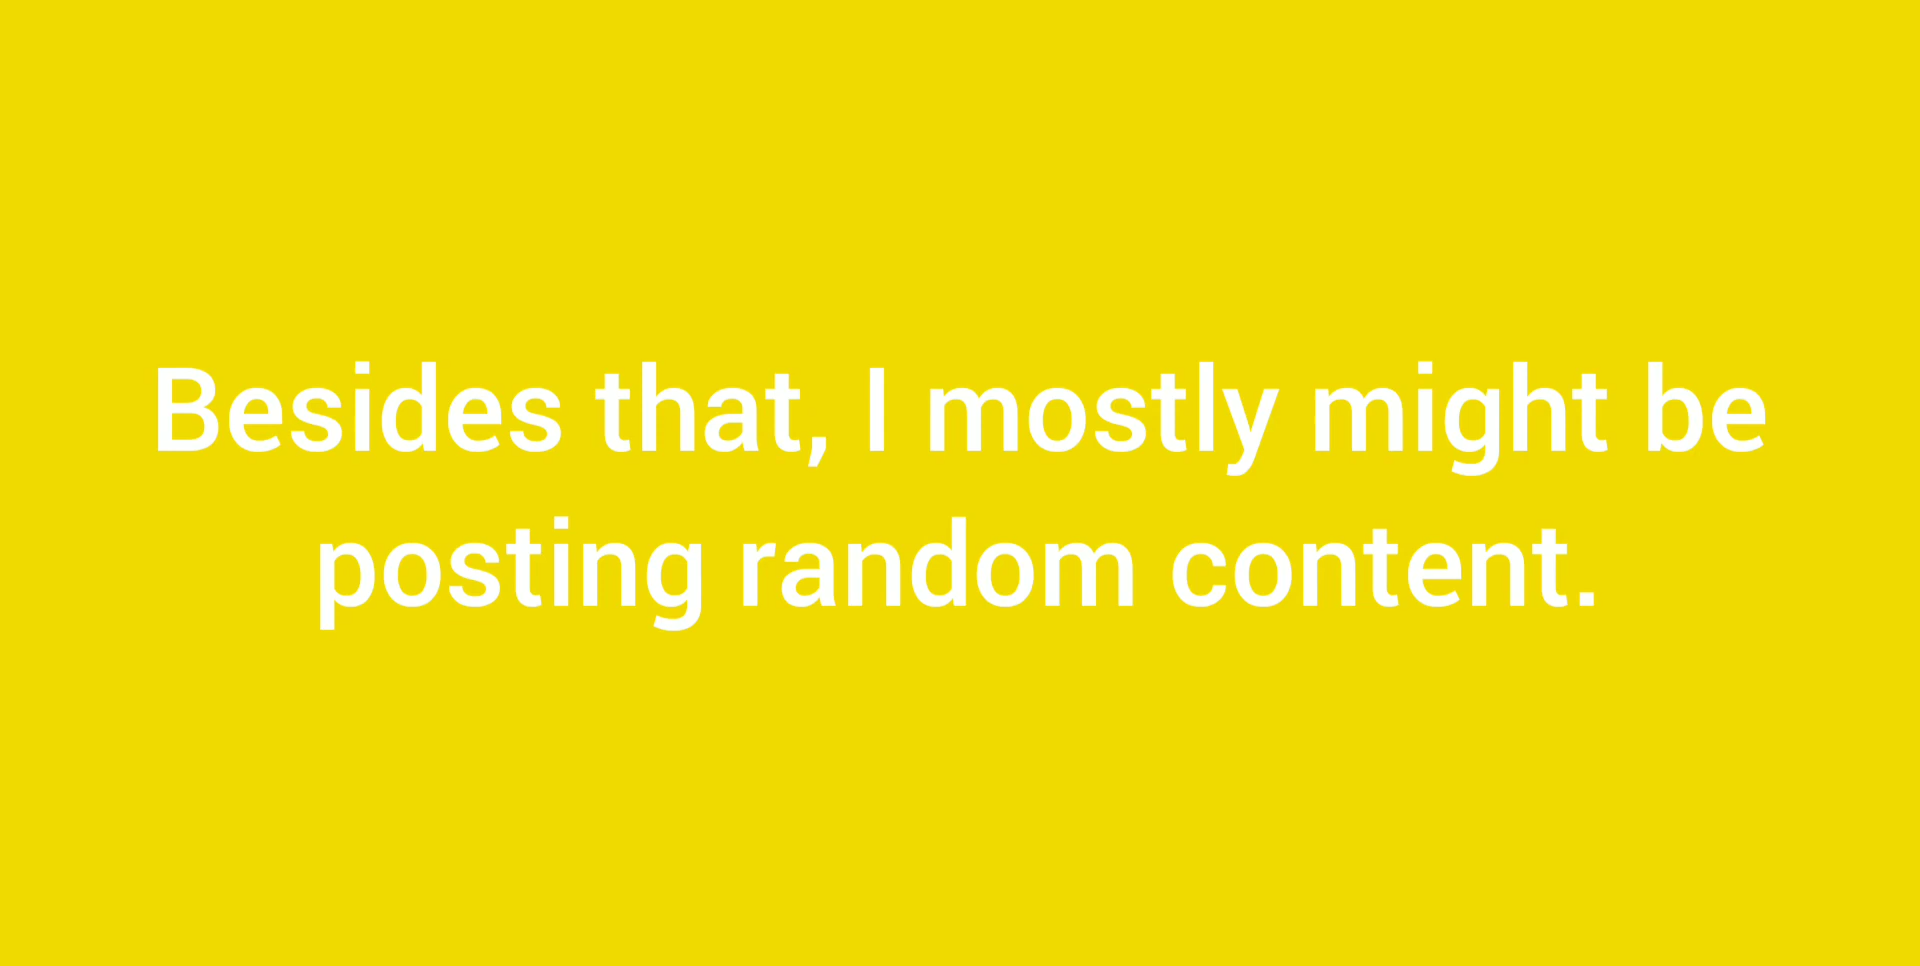 Besides that, I mostly might be
posting random content.